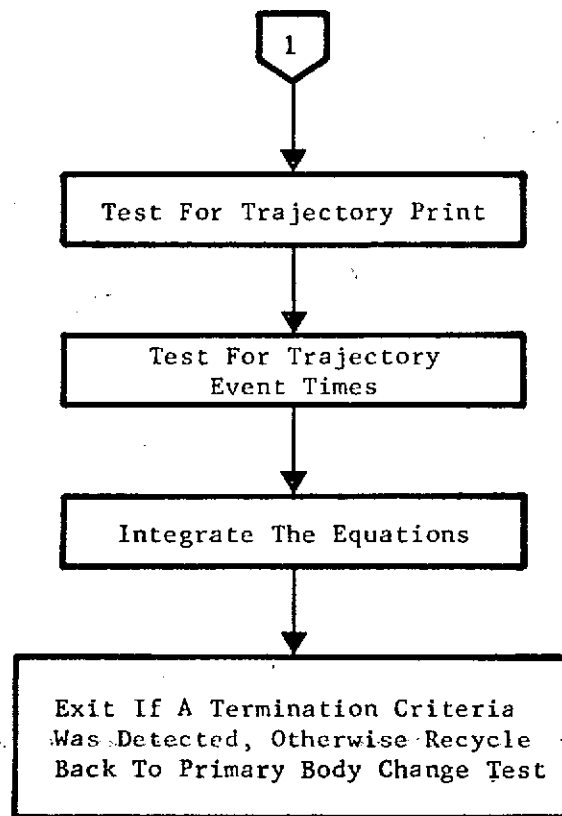 1
Test For Trajectory Print
Test For Trajectory
Event Times
Integrate The Equations
Exit If A Termination Criteria
Was Detected, Otherwise Recycle
Back To Primary Body Change Test